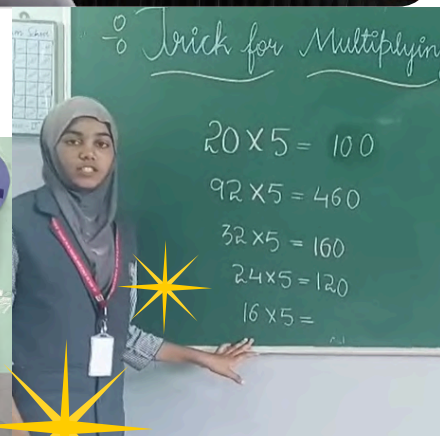 ÷ Trick for Multiplyin
20×5 = 100
92×5 = 460
32×5 = 160
24×5=120
16×5=